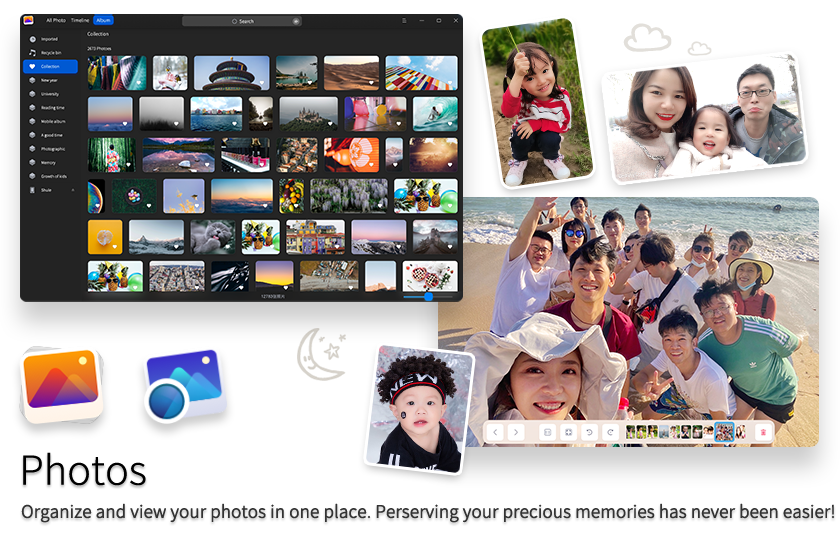 All Photo Timeline Album
Search
Imported
Recycle bin
Collection
New year
University
Reading time
Mobile album
A good time
Photographic
Memory
Growth of kids
Collection
2673 Photoes
NEW
Photos
Organize and view your photos in one place. Perserving your precious memories has never been easier!